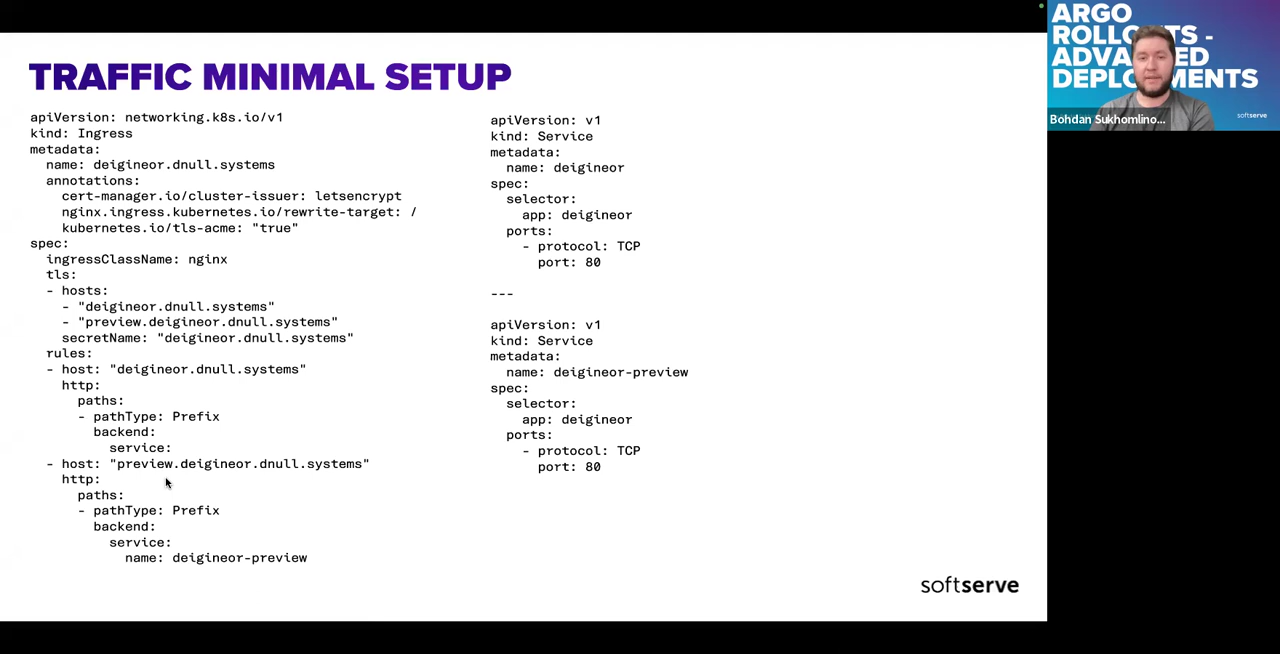 TRAFFIC MINIMAL SETUP
apiVersion: networking.k8s.io/v1
kind: Ingress
metadata:
  name: deigineor.dnull.systems
  annotations:
    cert-manager.io/cluster-issuer: letsencrypt
    nginx.ingress.kubernetes.io/rewrite-target: /
    kubernetes.io/tls-acme: "true"
spec:
  ingressClassName: nginx
  tls:
  - hosts:
    - "deigineor.dnull.systems"
    - "preview.deigineor.dnull.systems"
    secretName: "deigineor.dnull.systems"
  rules:
  - host: "deigineor.dnull.systems"
    http:
      paths:
      - pathType: Prefix
        backend:
          service:
  - host: "preview.deigineor.dnull.systems"
    http:
      paths:
      - pathType: Prefix
        backend:
          service:
            name: deigineor-preview
apiVersion: v1
kind: Service
metadata:
  name: deigineor
spec:
  selector:
    app: deigineor
  ports:
    - protocol: TCP
      port: 80
---
apiVersion: v1
kind: Service
metadata:
  name: deigineor-preview
spec:
  selector:
    app: deigineor
  ports:
    - protocol: TCP
      port: 80
softserve
ARGO
-
Bohdan Sukhomlino...
softserve